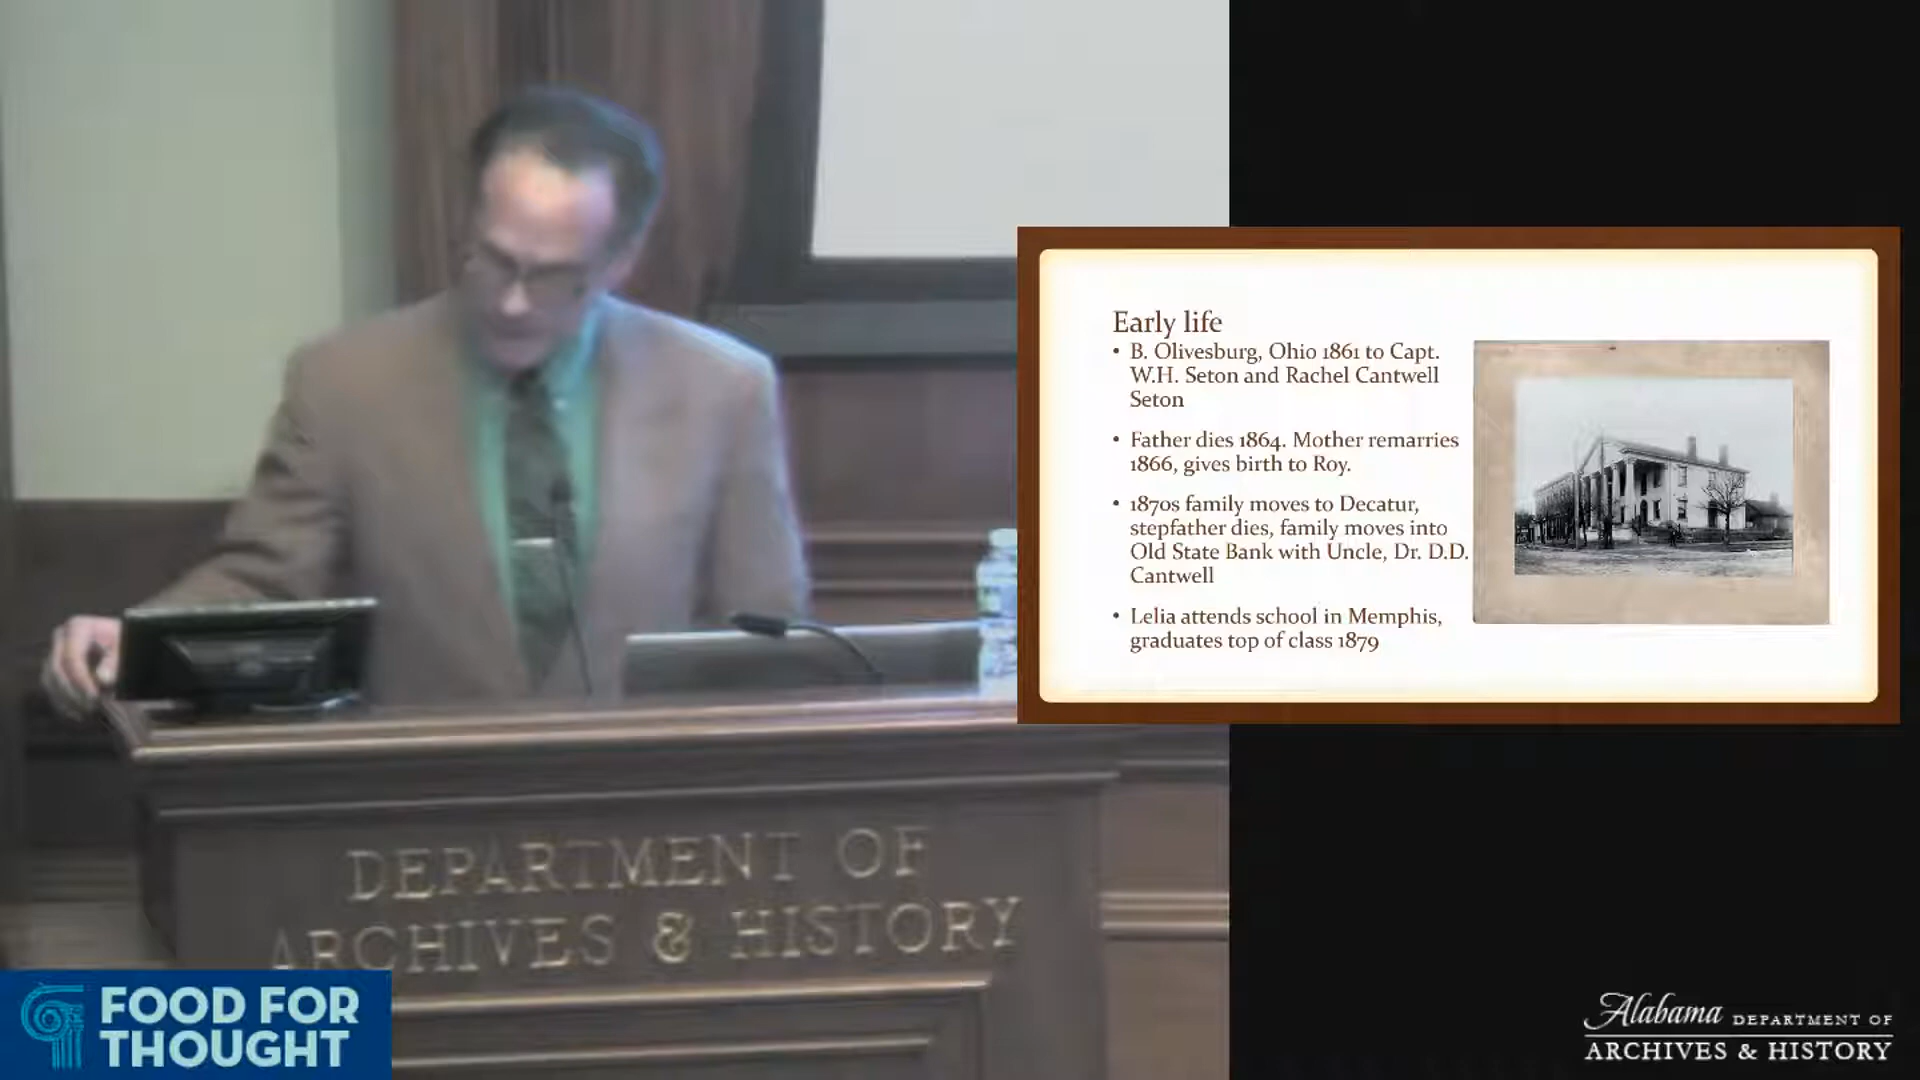 Early life
• B. Olivesburg, Ohio 1861 to Capt.
W.H. Seton and Rachel Cantwell
Seton
• Father dies 1864. Mother remarries
1866, gives birth to Roy.
• 1870s family moves to Decatur,
stepfather dies, family moves into
Old State Bank with Uncle, Dr. D.D.
Cantwell
• Lelia attends school in Memphis,
graduates top of class 1879
DEPARTMENT OF
ARCHIVES & HISTORY
FOOD FOR
THOUGHT
Alabama DEPARTMENT OF
ARCHIVES & HISTORY